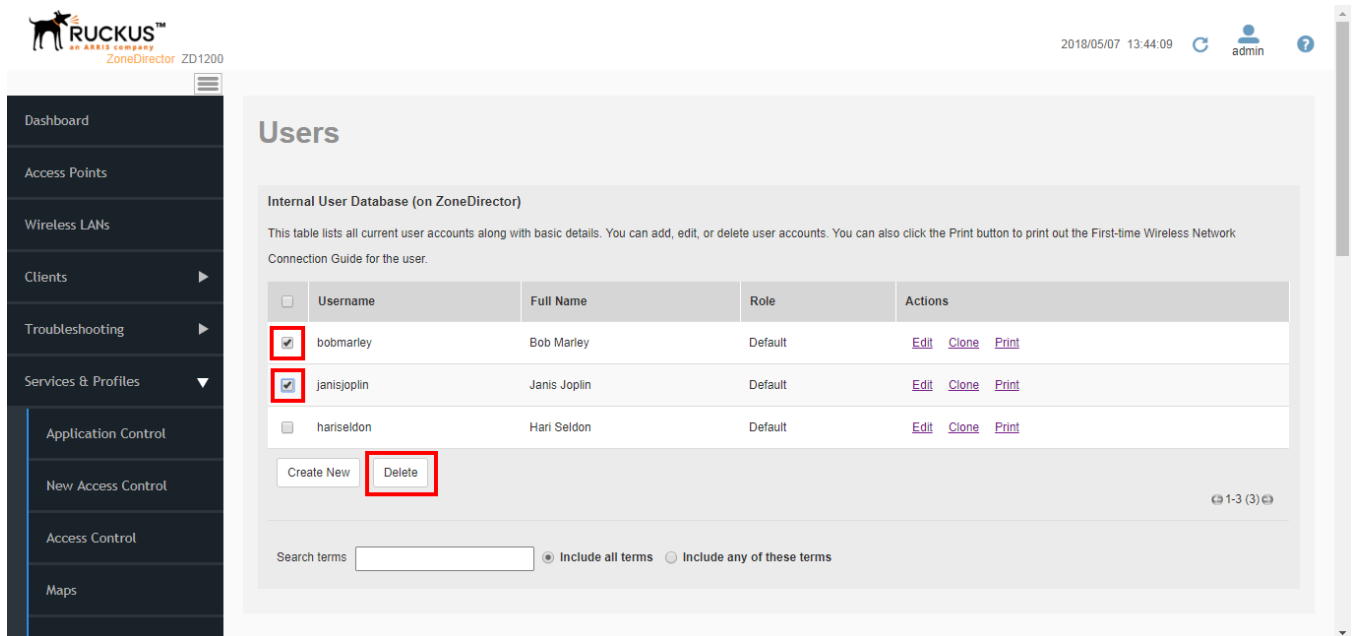 RUCKUS™
an ARRIS company
ZoneDirector ZD1200
2018/05/07 13:44:09
admin
?
Dashboard
Access Points
Wireless LANs
Clients
Troubleshooting
Services & Profiles
Application Control
New Access Control
Access Control
Maps
Users
Internal User Database (on ZoneDirector)
This table lists all current user accounts along with basic details. You can add, edit, or delete user accounts. You can also click the Print button to print out the First-time Wireless Network
Connection Guide for the user.
Username Full Name Role Actions
bobmarley Bob Marley Default Edit Clone Print
janisjoplin Janis Joplin Default Edit Clone Print
hariseldon Hari Seldon Default Edit Clone Print
Create New Delete
1-3 (3)
Search terms Include all terms Include any of these terms